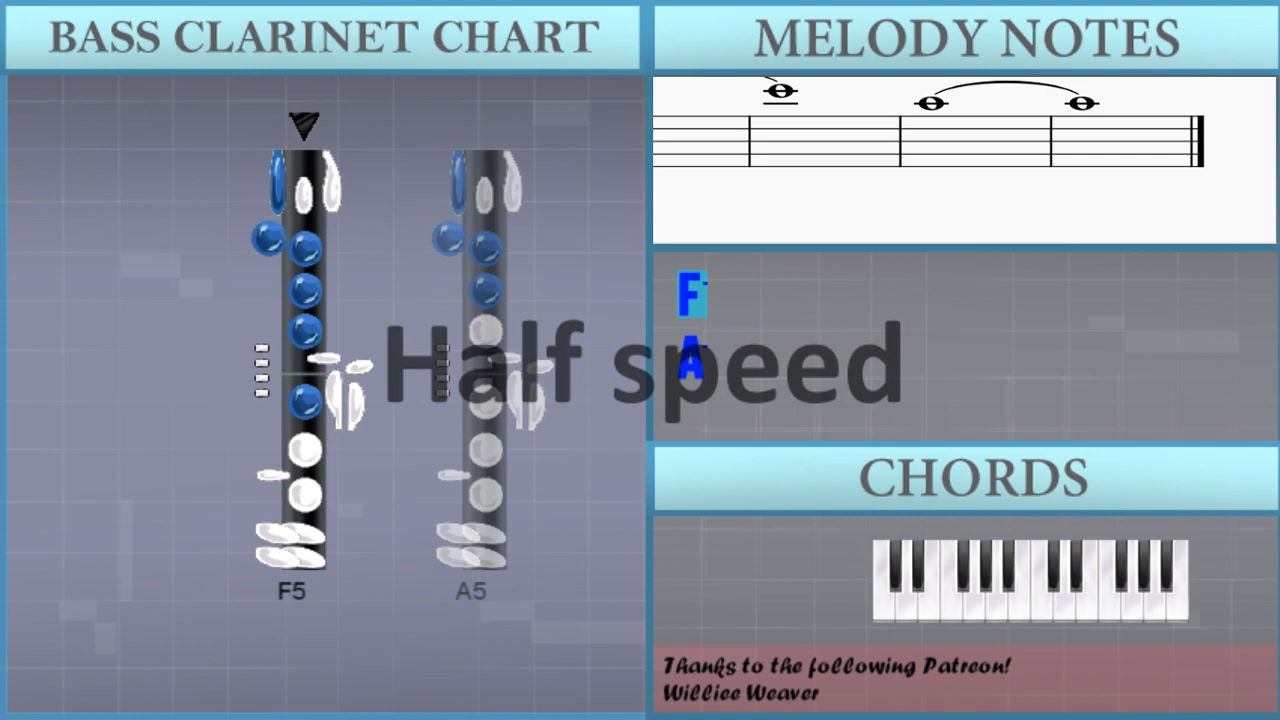 BASS CLARINET CHART
MELODY NOTES
F
A
Half speed
F5
A5
CHORDS
Thanks to the following Patreon!
Williee Weaver